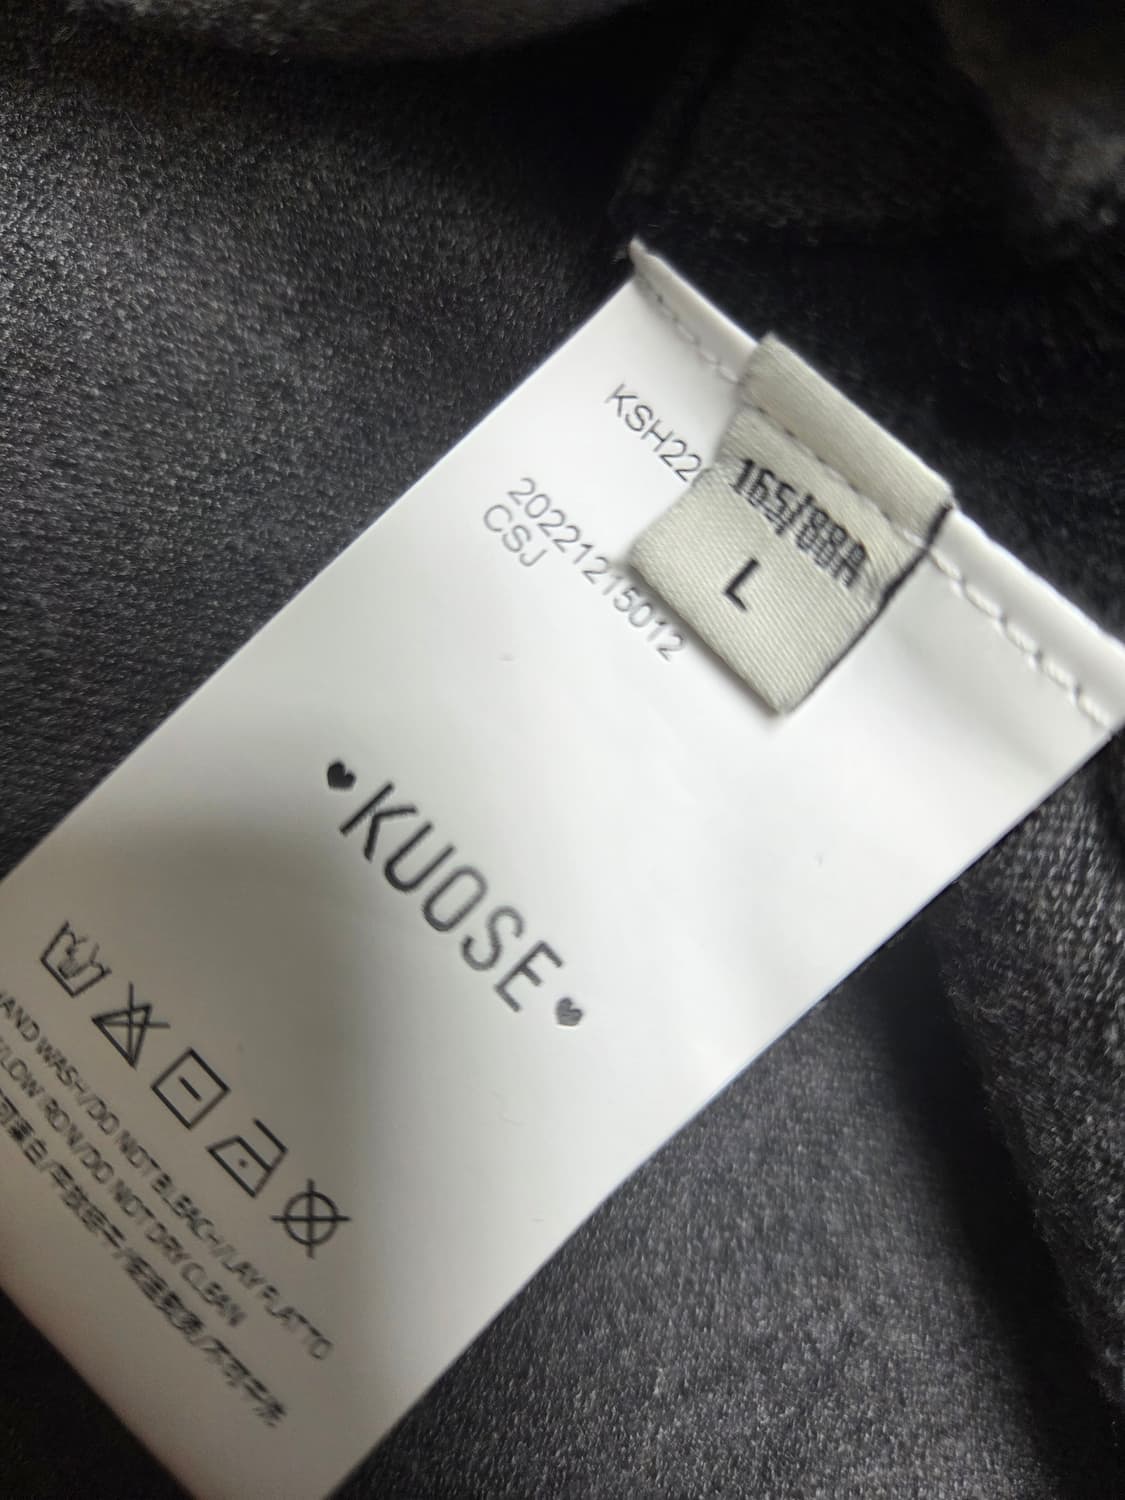 KSH22
20221215012
CSJ
165/88A
L
KUOSE
HAND WASH/DO NOT BLEACH/LAY FLAT TO
/LOW IRON/DO NOT DRY CLEAN